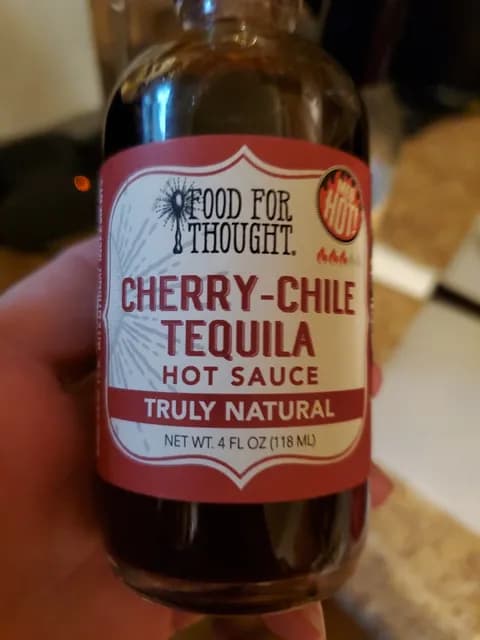 FOOD FOR
THOUGHT.
HOT!
CHERRY-CHILE
TEQUILA
HOT SAUCE
TRULY NATURAL
NET WT. 4 FL OZ (118 ML)